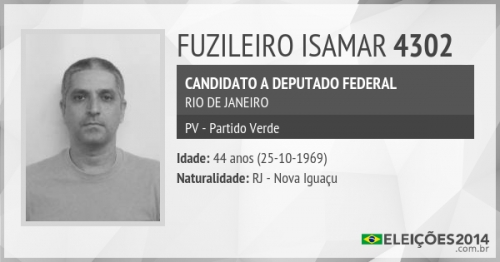 FUZILEIRO ISAMAR 4302
CANDIDATO A DEPUTADO FEDERAL
RIO DE JANEIRO
PV - Partido Verde
Idade: 44 anos (25-10-1969)
Naturalidade: RJ - Nova Iguaçu
ELEIÇÕES2014
.com.br